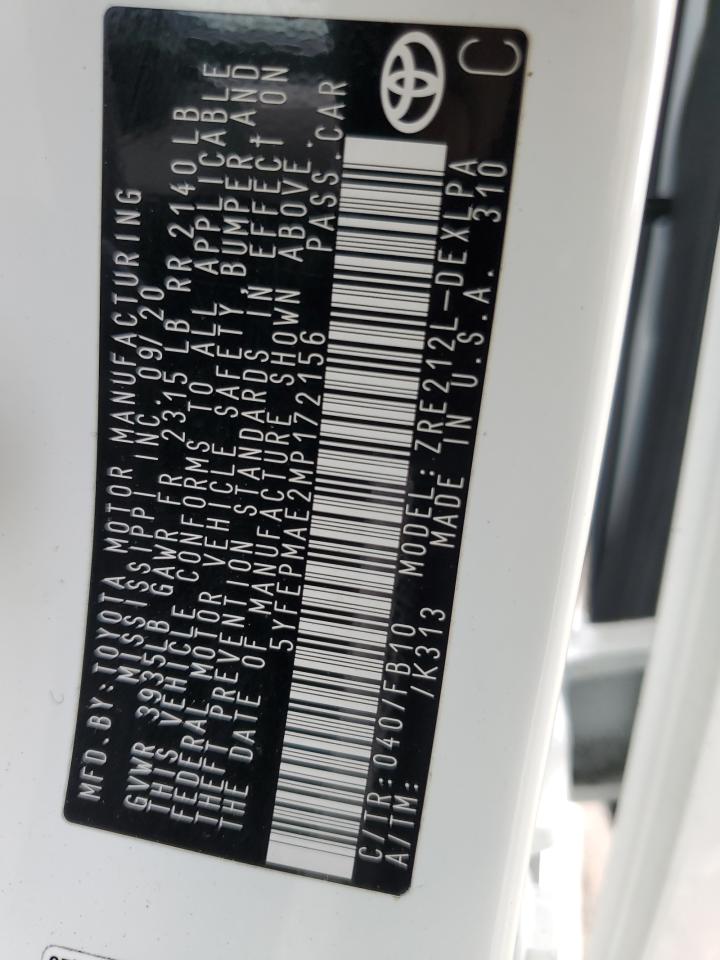 MFD.BY:TOYOTA MOTOR MANUFACTURING
MISSISSIPPI INC. 09/20
GVWR 3935LB GAWR FR 2315 LB RR 2140LB
THIS VEHICLE CONFORMS TO ALL APPLICABLE
FEDERAL MOTOR VEHICLE SAFETY,BUMPER,AND
THEFT PREVENTION STANDARDS IN EFFECT ON
THE DATE OF MANUFACTURE SHOWN ABOVE.
5YFEPMAE2MP172156 PASS.CAR
C/TR:040/FB10 MODEL:ZRE212L-DEXLPA
A/TM: /K313 MADE IN U.S.A. 310
C